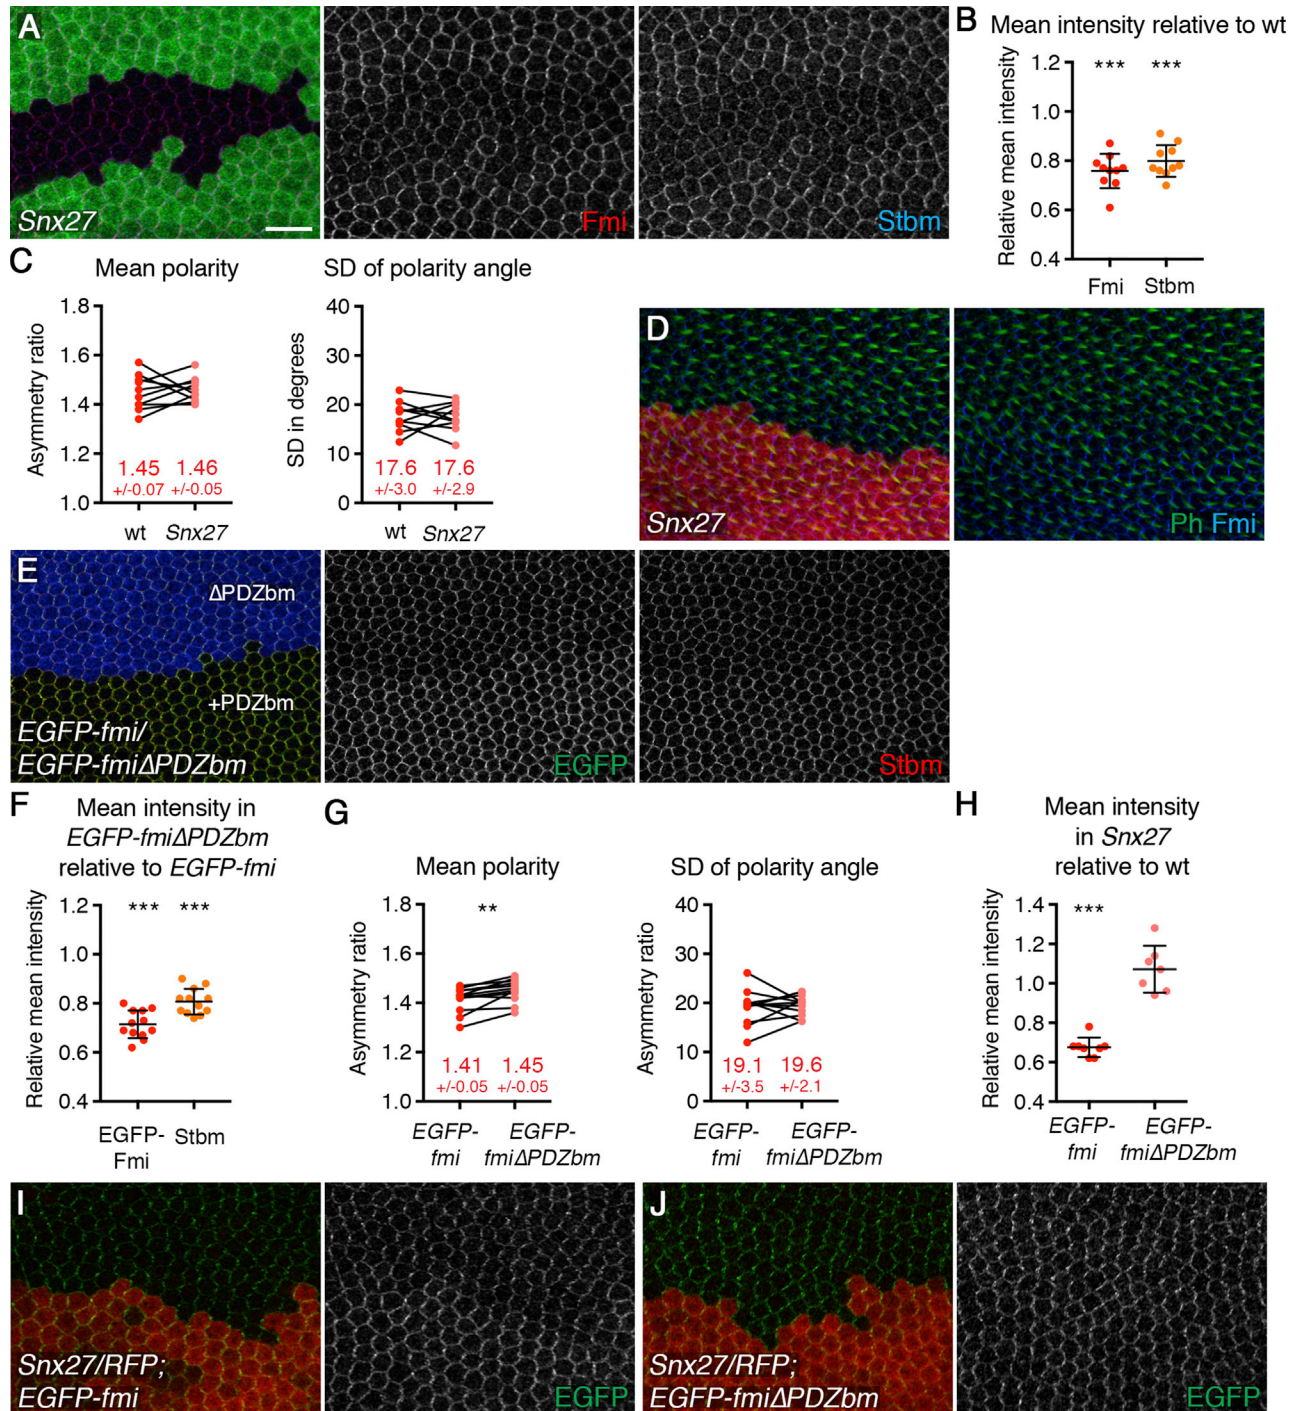 A
Snx27
Fmi
Stbm
B
Mean intensity relative to wt
Relative mean intensity
1.2
1.0
0.8
0.6
0.4
***
***
Fmi
Stbm
C
Mean polarity
Asymmetry ratio
1.8
1.6
1.4
1.2
1.0
1.45
+/-0.07
1.46
+/-0.05
wt
Snx27
SD of polarity angle
SD in degrees
40
30
20
10
0
17.6
+/-3.0
17.6
+/-2.9
wt
Snx27
D
Snx27
Ph Fmi
E
ΔPDZbm
+PDZbm
EGFP-fmi/
EGFP-fmiΔPDZbm
EGFP
Stbm
F
Mean intensity in
EGFP-fmiΔPDZbm
relative to EGFP-fmi
Relative mean intensity
1.2
1.0
0.8
0.6
0.4
***
***
EGFP-
Fmi
Stbm
G
Mean polarity
Asymmetry ratio
1.8
1.6
1.4
1.2
1.0
**
1.41
+/-0.05
1.45
+/-0.05
EGFP-
fmi
EGFP-
fmiΔPDZbm
SD of polarity angle
Asymmetry ratio
40
30
20
10
0
19.1
+/-3.5
19.6
+/-2.1
EGFP-
fmi
EGFP-
fmiΔPDZbm
H
Mean intensity
in Snx27
relative to wt
Relative mean intensity
1.4
1.2
1.0
0.8
0.6
0.4
***
EGFP-
fmi
EGFP-
fmiΔPDZbm
I
Snx27/RFP;
EGFP-fmi
EGFP
J
Snx27/RFP;
EGFP-fmiΔPDZbm
EGFP